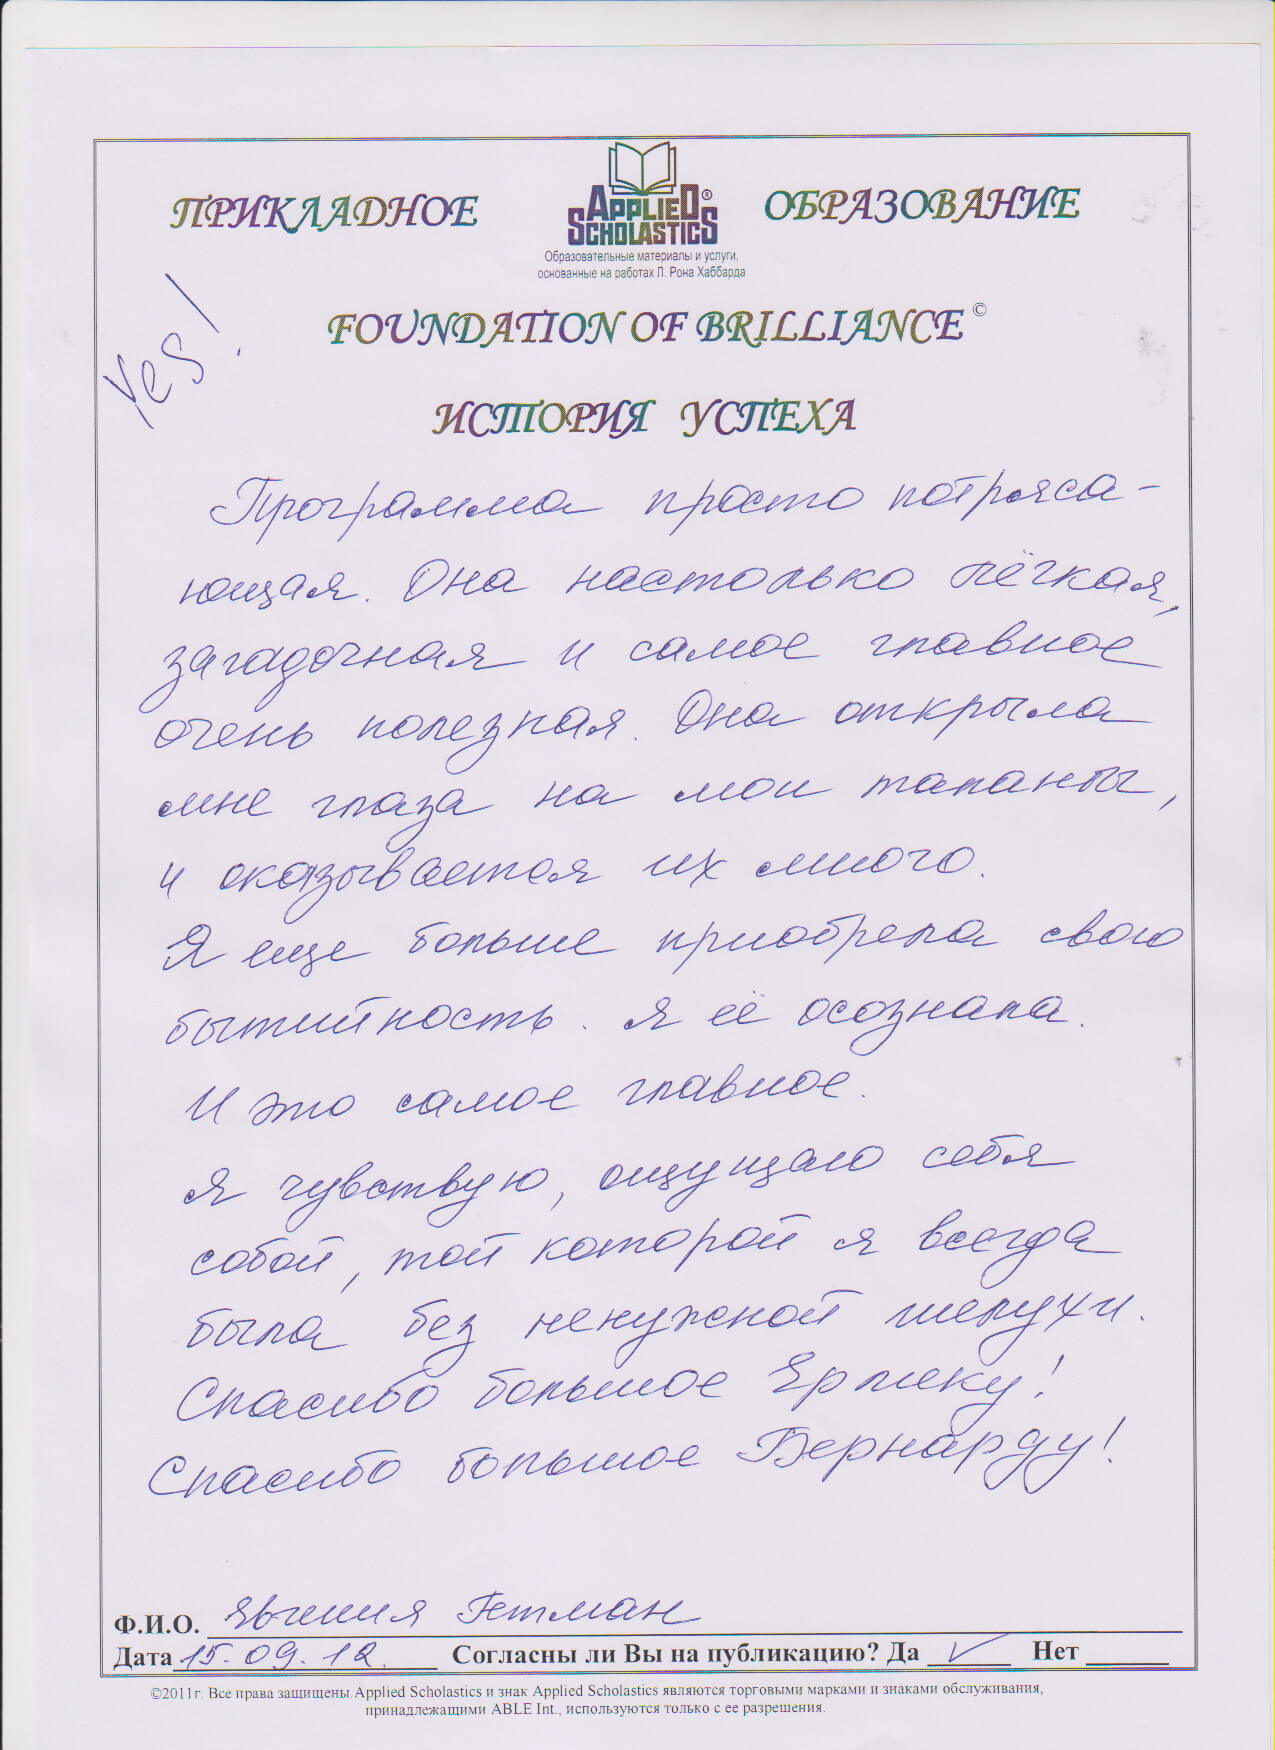 ПРИКЛАДНОЕ APPLIED SCHOLASTICS® ОБРАЗОВАНИЕ
Образовательные материалы и услуги,
основанные на работах Л. Рона Хаббарда
Yes!
FOUNDATION OF BRILLIANCE ©
ИСТОРИЯ УСПЕХА
Программа просто потряса-
ющая. Она настолько лёгкая,
загадочная и самое главное
очень полезная. Она открыла
мне глаза на мои таланты,
и оказывается их много.
Я еще больше приобрела свою
бытийность. Я её осознала.
И это самое главное.
Я чувствую, ощущаю себя
собой, той которой я всегда
была без ненужной шелухи.
Спасибо большое Ярлеку!
Спасибо большое Бернарду!
Ф.И.О. Явгения Гетман
Дата 15.09.12. Согласны ли Вы на публикацию? Да ✓ Нет
©2011г. Все права защищены.Applied Scholastics и знак Applied Scholastics являются торговыми марками и знаками обслуживания,
принадлежащими ABLE Int., используются только с ее разрешения.